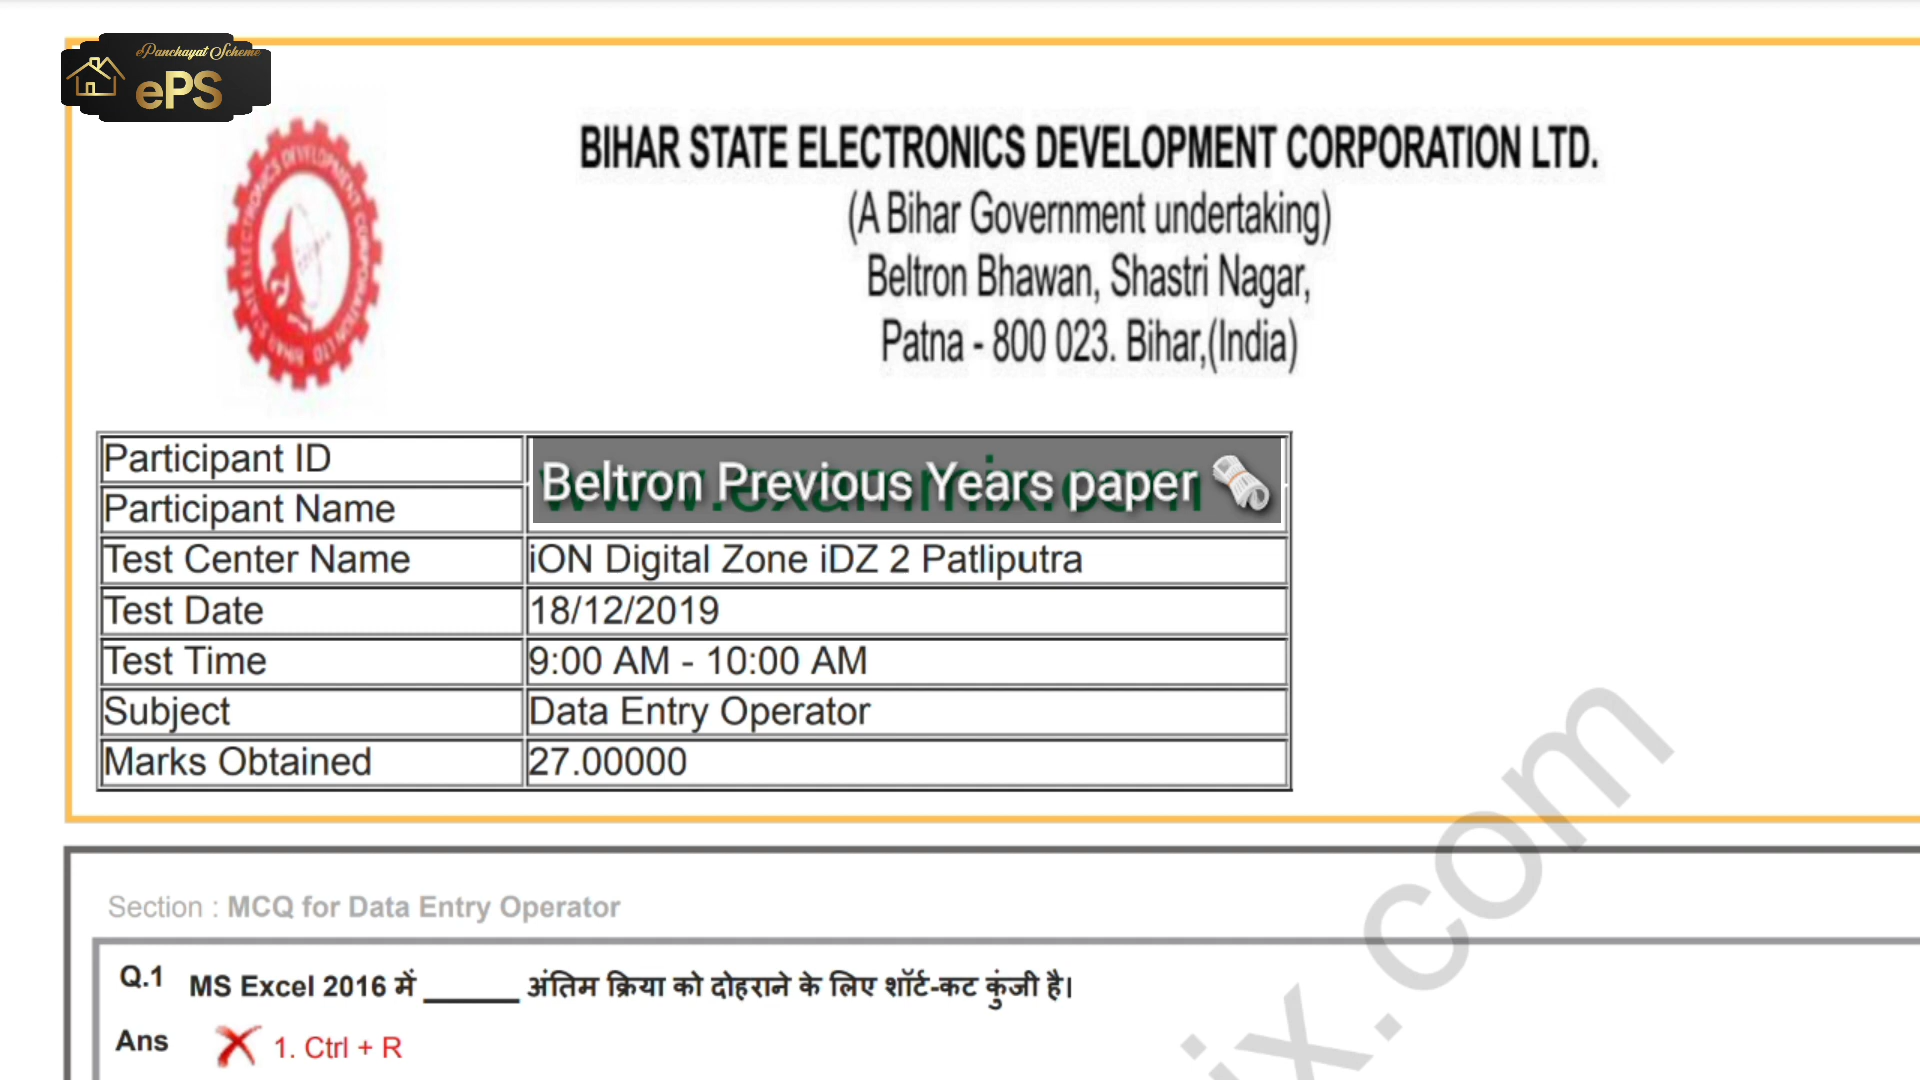 ePanchayat Scheme
ePS
BIHAR STATE ELECTRONICS DEVELOPMENT CORPORATION LTD.
(A Bihar Government undertaking)
Beltron Bhawan, Shastri Nagar,
Patna - 800 023. Bihar,(India)
Participant ID
Beltron Previous Years paper
Participant Name
Test Center Name iON Digital Zone iDZ 2 Patliputra
Test Date 18/12/2019
Test Time 9:00 AM - 10:00 AM
Subject Data Entry Operator
Marks Obtained 27.00000
Section : MCQ for Data Entry Operator
Q.1 MS Excel 2016 में ______ अंतिम क्रिया को दोहराने के लिए शॉर्ट-कट कुंजी है।
Ans 1. Ctrl + R
ix.com